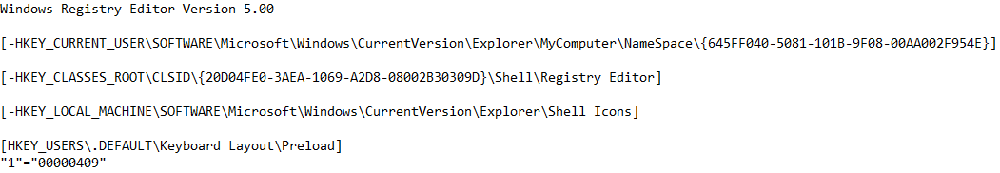 Windows Registry Editor Version 5.00
[-HKEY_CURRENT_USER\SOFTWARE\Microsoft\Windows\CurrentVersion\Explorer\MyComputer\NameSpace\{645FF040-5081-101B-9F08-00AA002F954E}]
[-HKEY_CLASSES_ROOT\CLSID\{20D04FE0-3AEA-1069-A2D8-08002B30309D}\Shell\Registry Editor]
[-HKEY_LOCAL_MACHINE\SOFTWARE\Microsoft\Windows\CurrentVersion\Explorer\Shell Icons]
[HKEY_USERS\.DEFAULT\Keyboard Layout\Preload]
"1"="00000409"